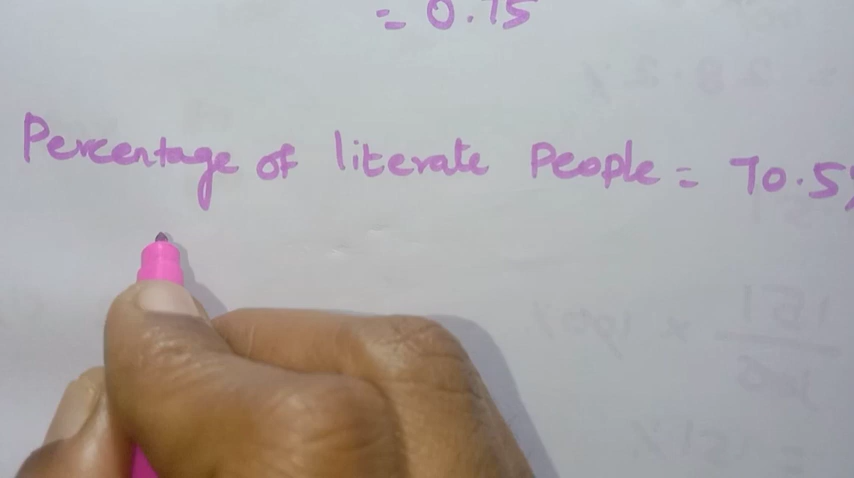 = 0.75
Percentage of literate People = 70.5%